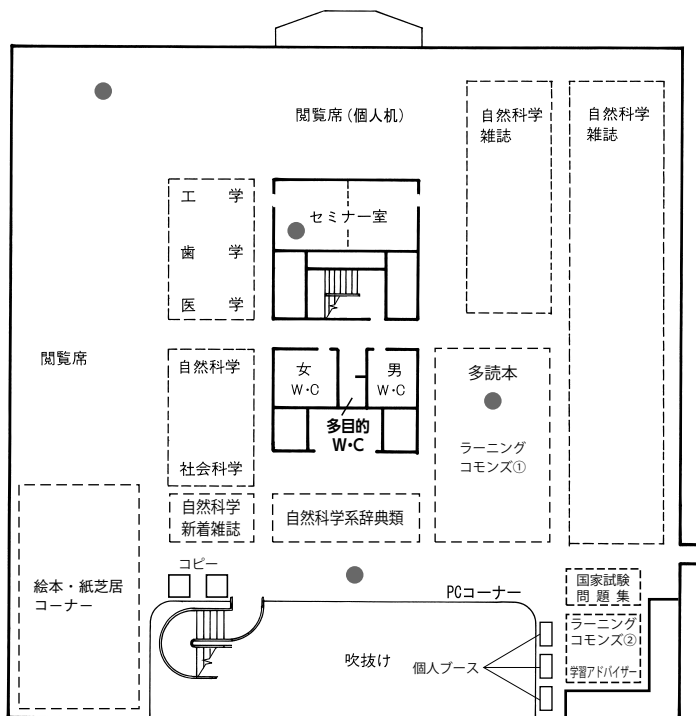 閲覧席(個人机)
自然科学
雑誌
自然科学
雑誌
工 学
歯 学
医 学
セミナー室
閲覧席
自然科学
社会科学
女
W・C
男
W・C
多目的
W・C
多読本
ラーニング
コモンズ①
自然科学
新着雑誌
自然科学系辞典類
絵本・紙芝居
コーナー
コピー
PCコーナー
吹抜け
個人ブース
国家試験
問 題 集
ラーニング
コモンズ②
学習アドバイザー